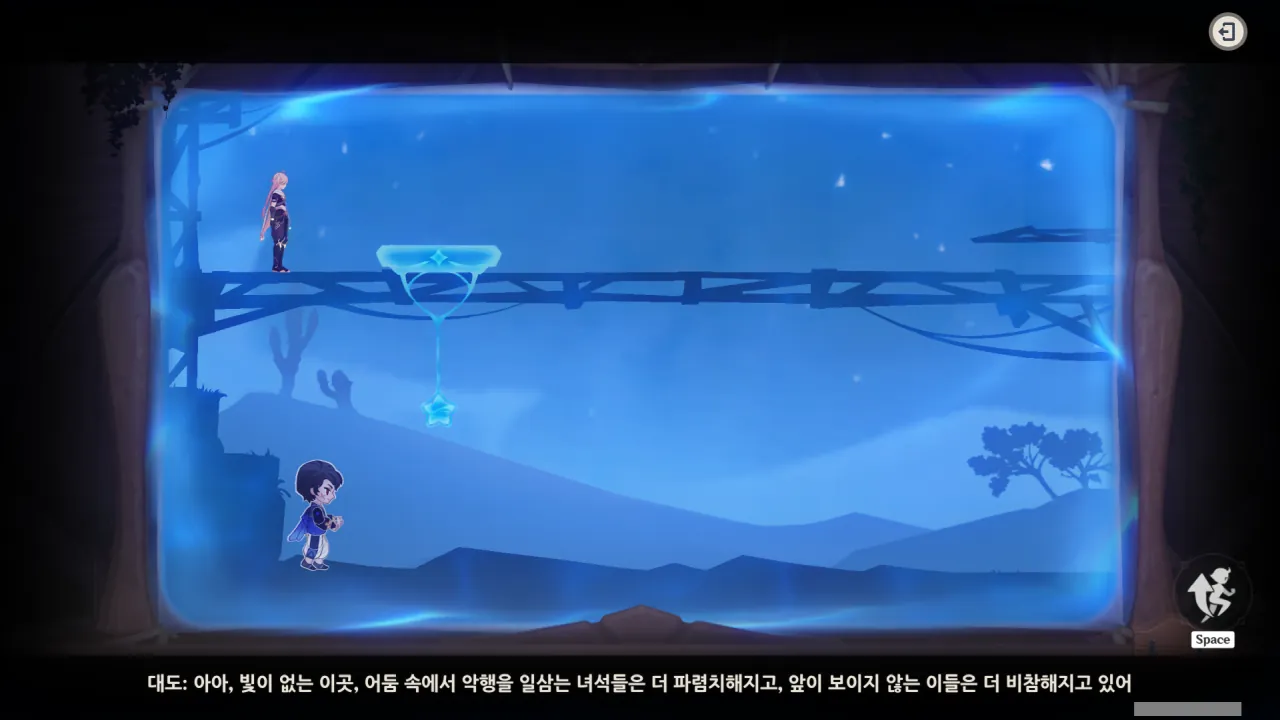 Space
대도: 아아, 빛이 없는 이곳, 어둠 속에서 악행을 일삼는 녀석들은 더 파렴치해지고, 앞이 보이지 않는 이들은 더 비참해지고 있어